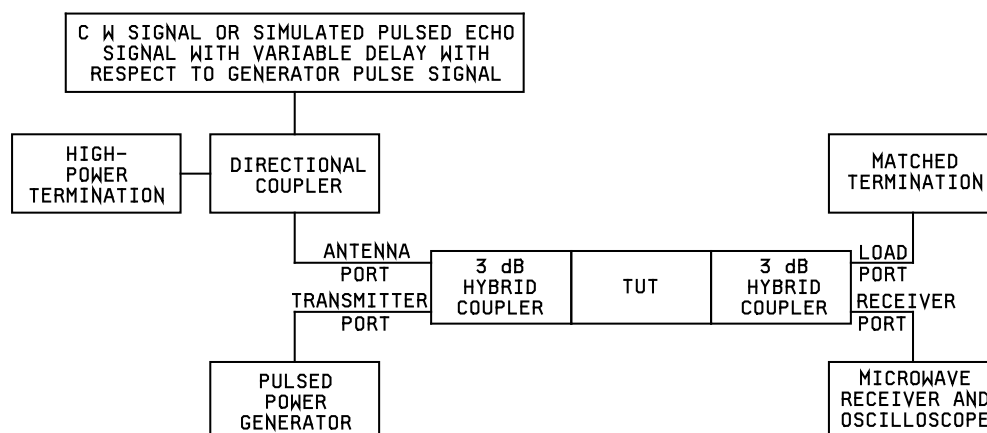 C W SIGNAL OR SIMULATED PULSED ECHO
SIGNAL WITH VARIABLE DELAY WITH
RESPECT TO GENERATOR PULSE SIGNAL
HIGH-
POWER
TERMINATION
DIRECTIONAL
COUPLER
MATCHED
TERMINATION
ANTENNA
PORT
TRANSMITTER
PORT
3 dB
HYBRID
COUPLER
TUT
3 dB
HYBRID
COUPLER
LOAD
PORT
RECEIVER
PORT
PULSED
POWER
GENERATOR
MICROWAVE
RECEIVER AND
OSCILLOSCOPE